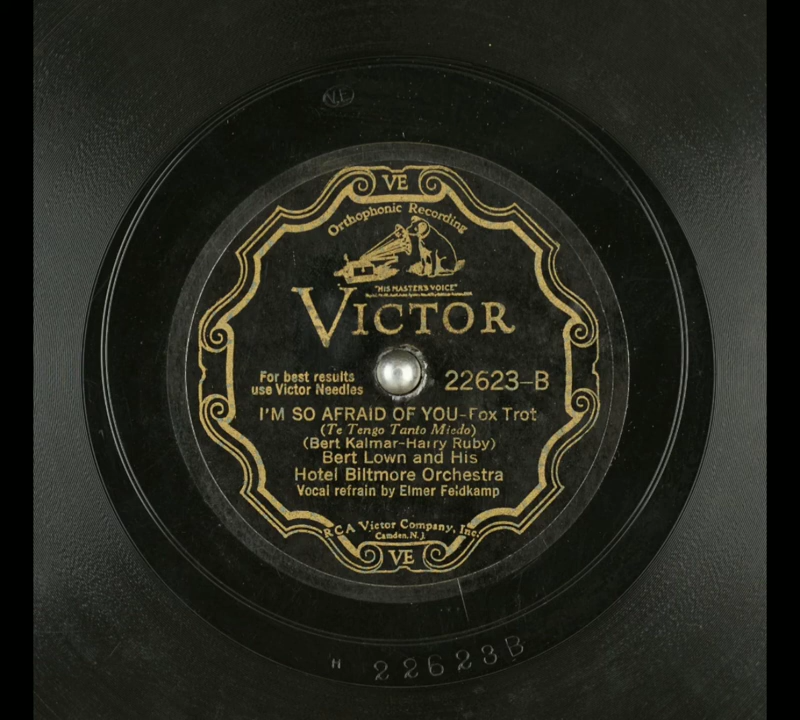 VE
Orthophonic Recording
"HIS MASTER'S VOICE"
VICTOR
For best results
use Victor Needles
22623-B
I'M SO AFRAID OF YOU-Fox Trot
(Te Tengo Tanto Miedo)
(Bert Kalmar-Harry Ruby)
Bert Lown and His
Hotel Biltmore Orchestra
Vocal refrain by Elmer Feldkamp
RCA Victor Company, Inc.
Camden, N. J.
VE
H 22623B